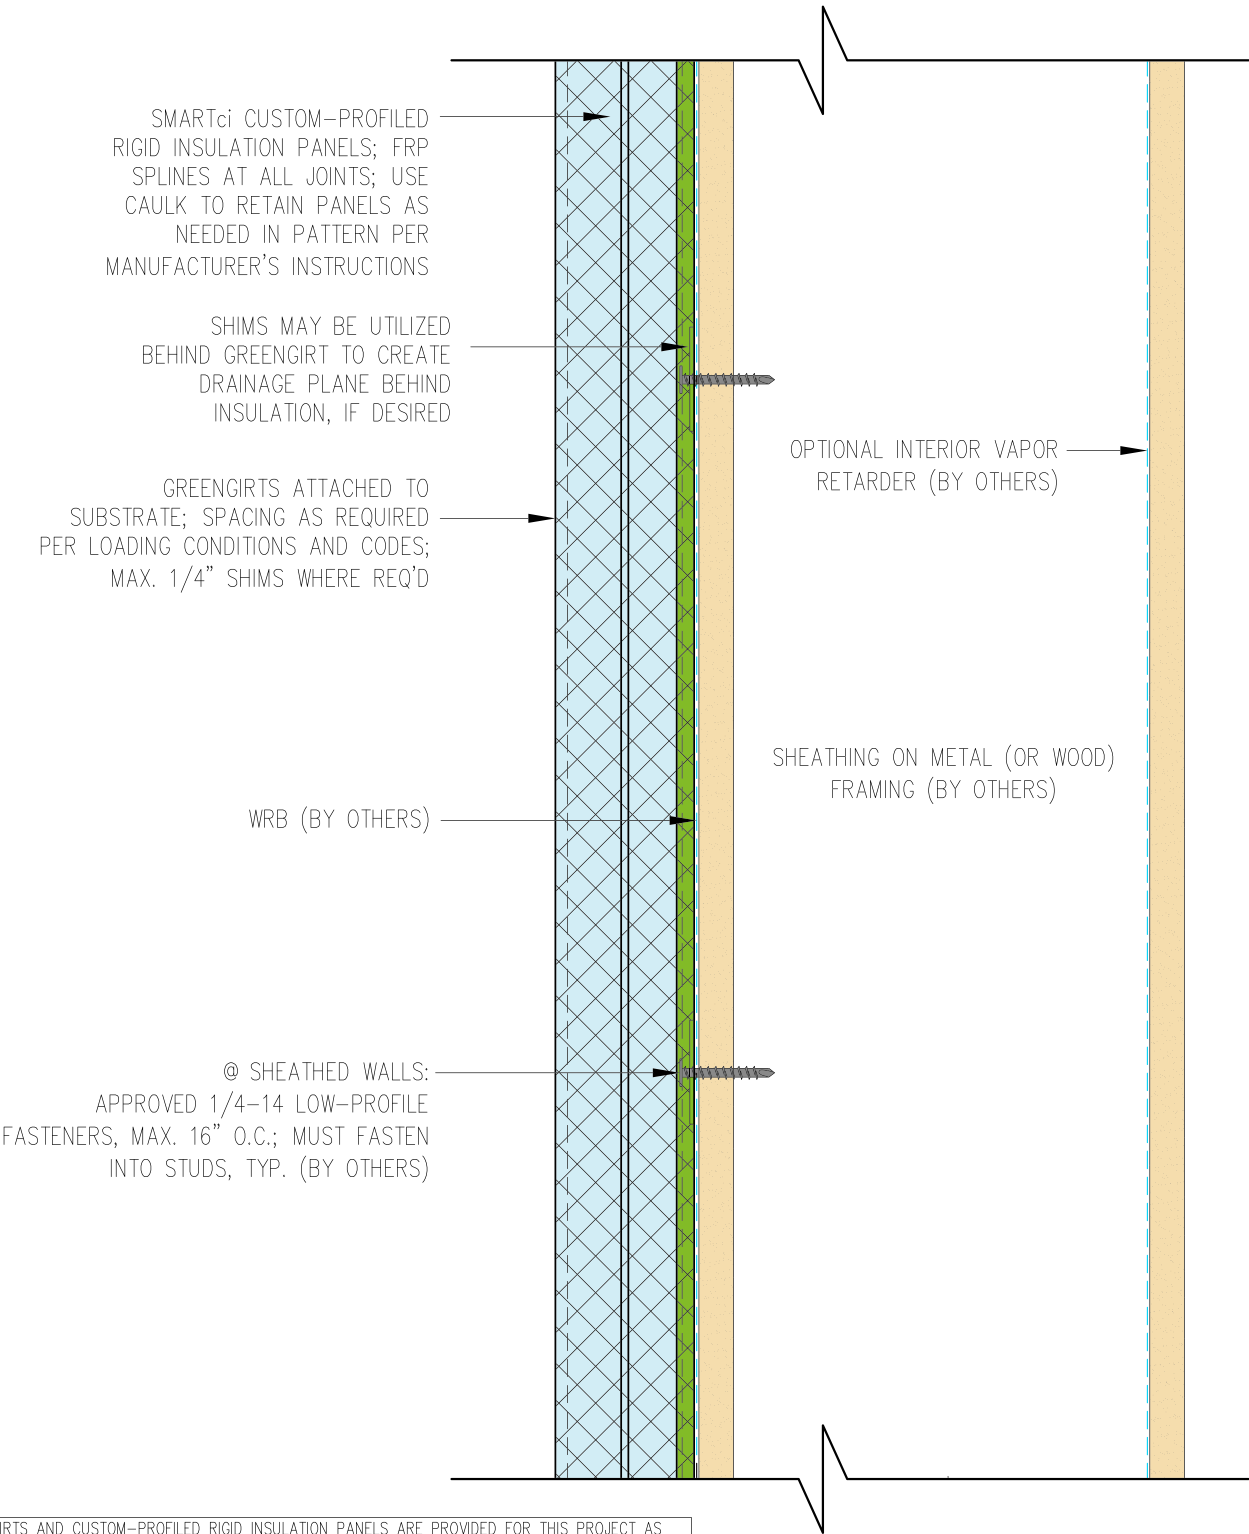 SMARTci CUSTOM-PROFILED
RIGID INSULATION PANELS; FRP
SPLINES AT ALL JOINTS; USE
CAULK TO RETAIN PANELS AS
NEEDED IN PATTERN PER
MANUFACTURER'S INSTRUCTIONS
SHIMS MAY BE UTILIZED
BEHIND GREENGIRT TO CREATE
DRAINAGE PLANE BEHIND
INSULATION, IF DESIRED
OPTIONAL INTERIOR VAPOR
RETARDER (BY OTHERS)
GREENGIRTS ATTACHED TO
SUBSTRATE; SPACING AS REQUIRED
PER LOADING CONDITIONS AND CODES;
MAX. 1/4" SHIMS WHERE REQ'D
SHEATHING ON METAL (OR WOOD)
FRAMING (BY OTHERS)
WRB (BY OTHERS)
@ SHEATHED WALLS:
APPROVED 1/4-14 LOW-PROFILE
FASTENERS, MAX. 16" O.C.; MUST FASTEN
INTO STUDS, TYP. (BY OTHERS)
AND CUSTOM-PROFILED RIGID INSULATION PANELS ARE PROVIDED FOR THIS PROJECT AS